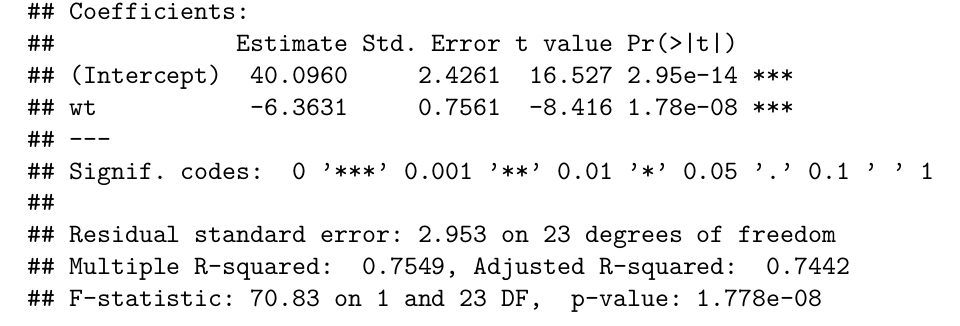 ## Coefficients:
##             Estimate Std. Error t value Pr(>|t|)
## (Intercept)  40.0960     2.4261  16.527 2.95e-14 ***
## wt           -6.3631     0.7561  -8.416 1.78e-08 ***
## ---
## Signif. codes:  0 '***' 0.001 '**' 0.01 '*' 0.05 '.' 0.1 ' ' 1
##
## Residual standard error: 2.953 on 23 degrees of freedom
## Multiple R-squared:  0.7549, Adjusted R-squared:  0.7442
## F-statistic: 70.83 on 1 and 23 DF,  p-value: 1.778e-08